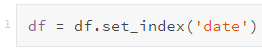 1 df = df.set_index('date')